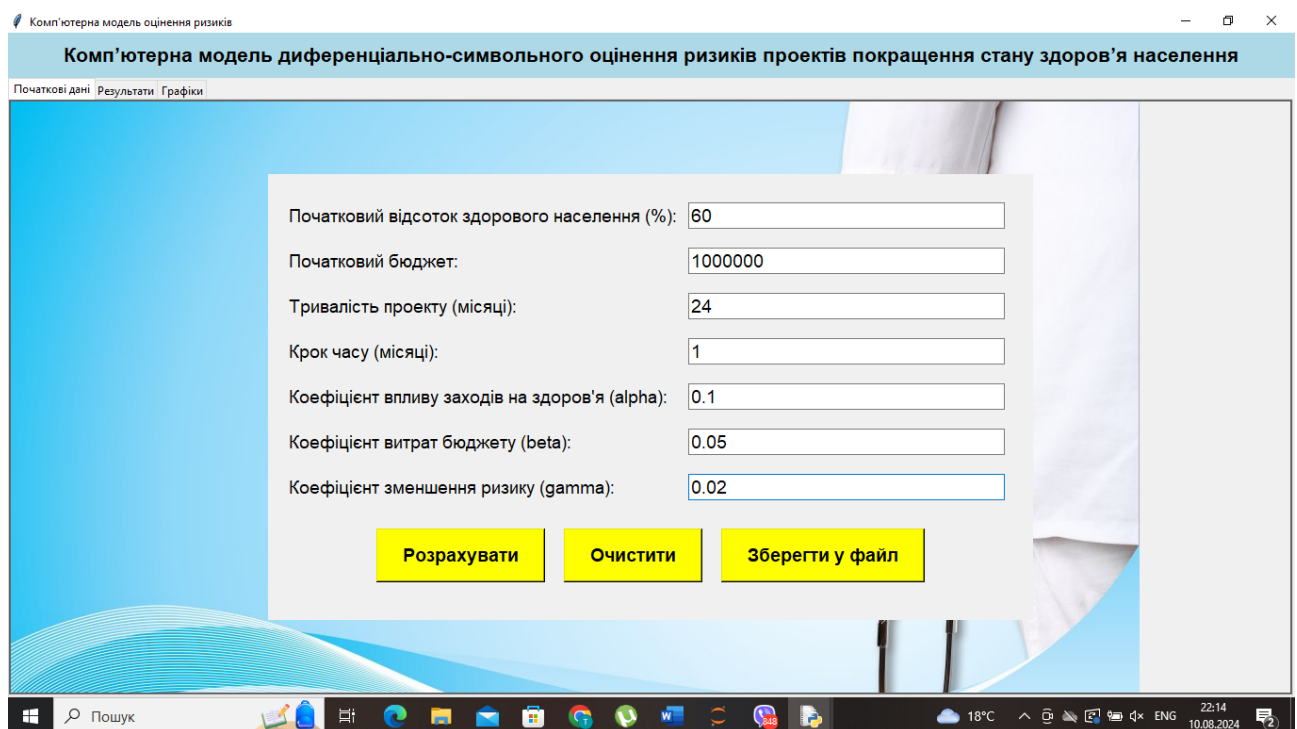 Комп'ютерна модель оцінення ризиків
Комп’ютерна модель диференціально-символьного оцінення ризиків проектів покращення стану здоров’я населення
Початкові дані Результати Графіки
Початковий відсоток здорового населення (%): 60
Початковий бюджет: 1000000
Тривалість проекту (місяці): 24
Крок часу (місяці): 1
Коефіцієнт впливу заходів на здоров'я (alpha): 0.1
Коефіцієнт витрат бюджету (beta): 0.05
Коефіцієнт зменшення ризику (gamma): 0.02
Розрахувати Очистити Зберегти у файл
Пошук 348 18°C ENG 22:14
10.08.2024 2